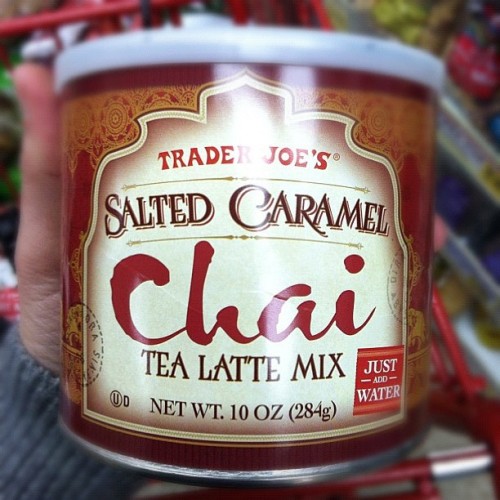 TRADER JOE'S®
SALTED CARAMEL
Chai
TEA LATTE MIX
JUST
ADD
WATER
U D
NET WT. 10 OZ (284g)